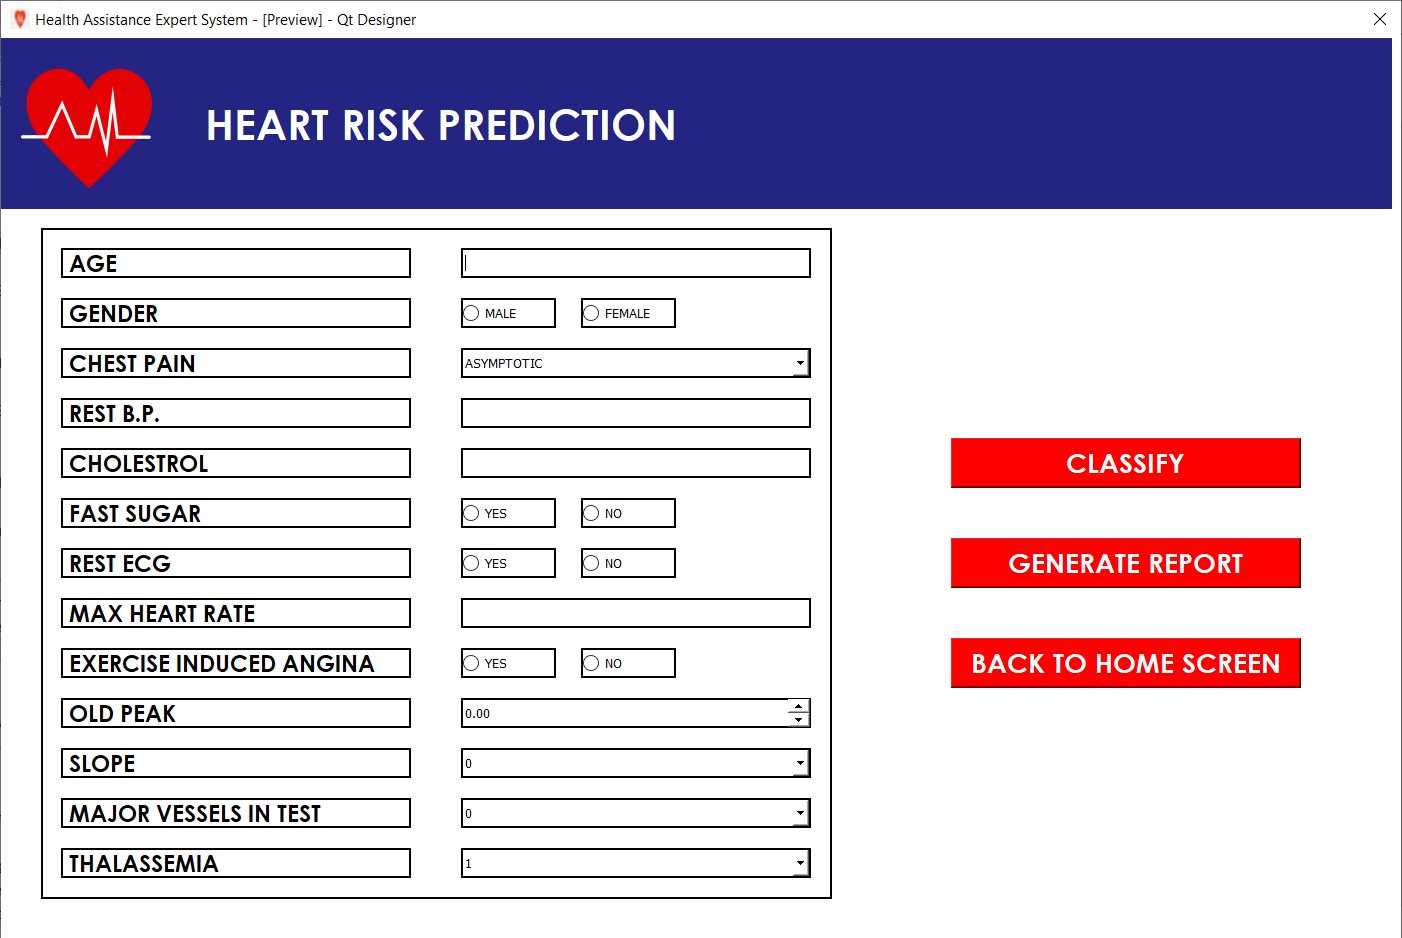 Health Assistance Expert System - [Preview] - Qt Designer
HEART RISK PREDICTION
AGE
GENDER MALE FEMALE
CHEST PAIN ASYMPTOTIC
REST B.P.
CHOLESTROL
FAST SUGAR YES NO
REST ECG YES NO
MAX HEART RATE
EXERCISE INDUCED ANGINA YES NO
OLD PEAK 0.00
SLOPE 0
MAJOR VESSELS IN TEST 0
THALASSEMIA 1
CLASSIFY
GENERATE REPORT
BACK TO HOME SCREEN